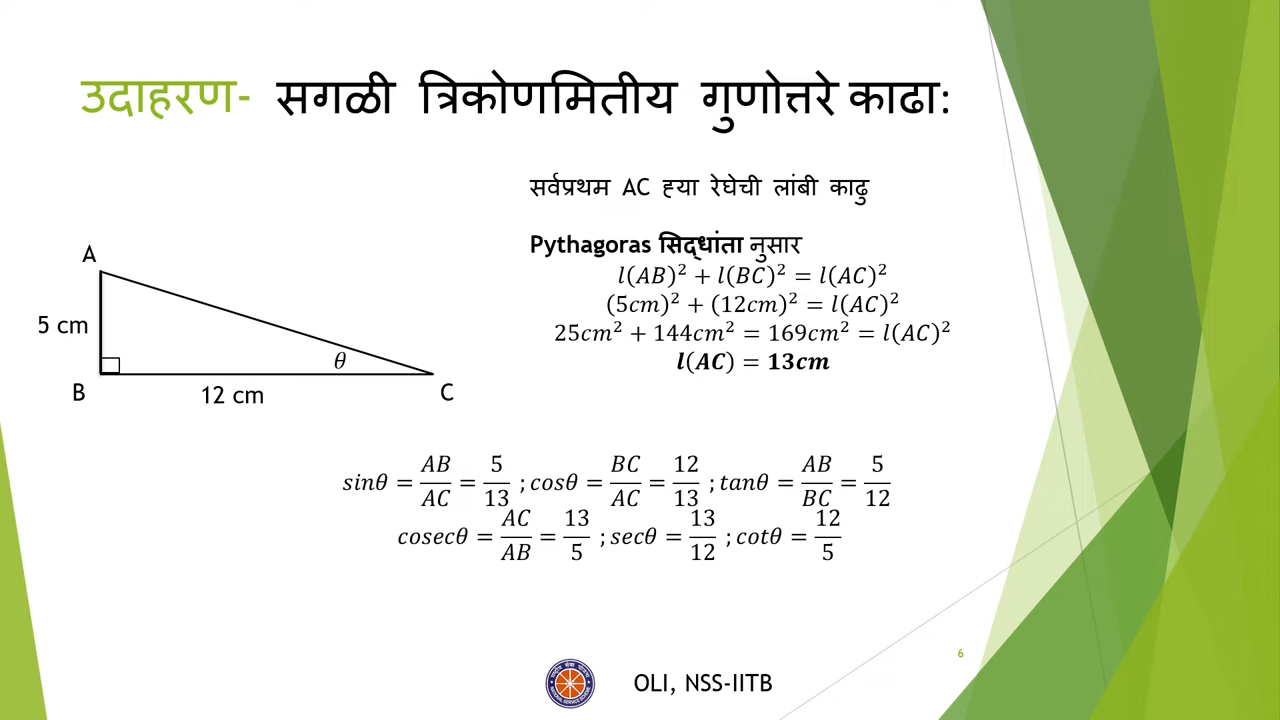 उदाहरण- सगळी त्रिकोणमितीय गुणोत्तरे काढा:
सर्वप्रथम AC ह्या रेघेची लांबी काढु
Pythagoras सिद्धांता नुसार
l(AB)² + l(BC)² = l(AC)²
(5cm)² + (12cm)² = l(AC)²
25cm² + 144cm² = 169cm² = l(AC)²
l(AC) = 13cm
A
5 cm
θ
B
12 cm
C
sinθ = AB/AC = 5/13 ; cosθ = BC/AC = 12/13 ; tanθ = AB/BC = 5/12
cosecθ = AC/AB = 13/5 ; secθ = 13/12 ; cotθ = 12/5
6
OLI, NSS-IITB